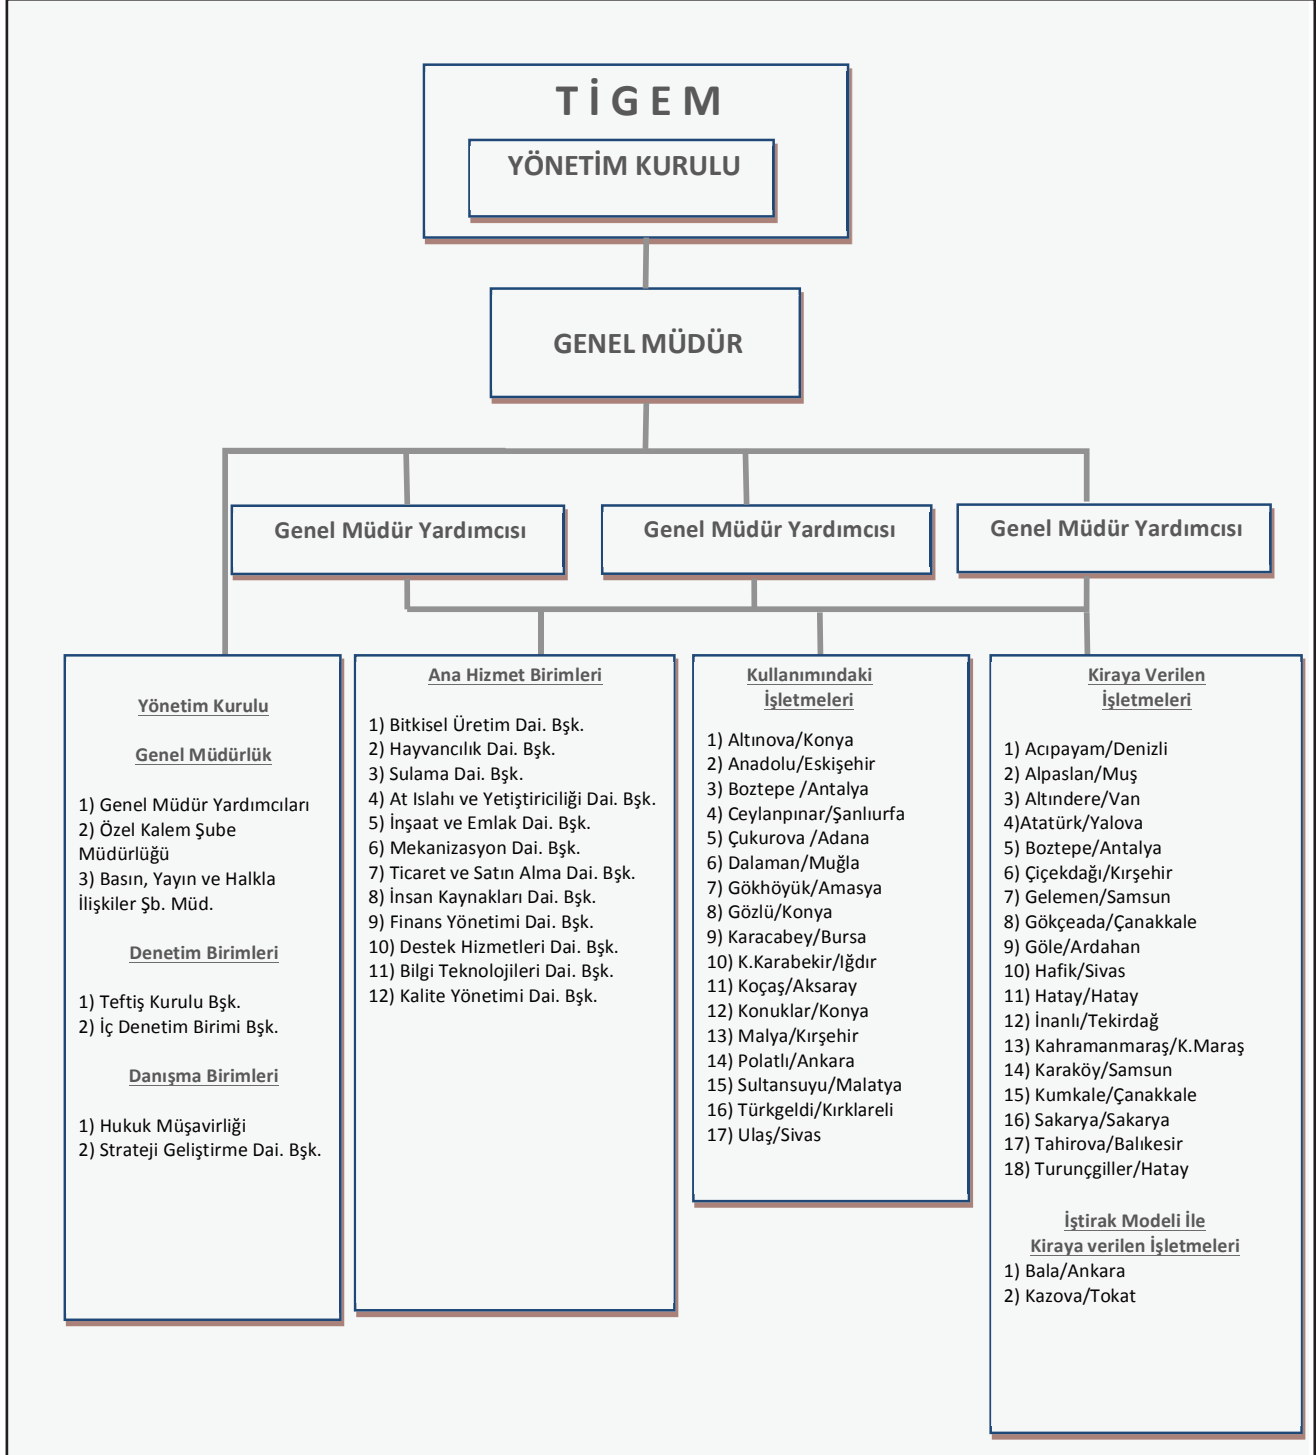 T İ G E M
YÖNETİM KURULU
GENEL MÜDÜR
Genel Müdür Yardımcısı
Genel Müdür Yardımcısı
Genel Müdür Yardımcısı
Yönetim Kurulu
Genel Müdürlük
1) Genel Müdür Yardımcıları
2) Özel Kalem Şube
Müdürlüğü
3) Basın, Yayın ve Halkla
İlişkiler Şb. Müd.
Denetim Birimleri
1) Teftiş Kurulu Bşk.
2) İç Denetim Birimi Bşk.
Danışma Birimleri
1) Hukuk Müşavirliği
2) Strateji Geliştirme Dai. Bşk.
Ana Hizmet Birimleri
1) Bitkisel Üretim Dai. Bşk.
2) Hayvancılık Dai. Bşk.
3) Sulama Dai. Bşk.
4) At Islahı ve Yetiştiriciliği Dai. Bşk.
5) İnşaat ve Emlak Dai. Bşk.
6) Mekanizasyon Dai. Bşk.
7) Ticaret ve Satın Alma Dai. Bşk.
8) İnsan Kaynakları Dai. Bşk.
9) Finans Yönetimi Dai. Bşk.
10) Destek Hizmetleri Dai. Bşk.
11) Bilgi Teknolojileri Dai. Bşk.
12) Kalite Yönetimi Dai. Bşk.
Kullanımındaki
İşletmeleri
1) Altınova/Konya
2) Anadolu/Eskişehir
3) Boztepe /Antalya
4) Ceylanpınar/Şanlıurfa
5) Çukurova /Adana
6) Dalaman/Muğla
7) Gökhöyük/Amasya
8) Gözlü/Konya
9) Karacabey/Bursa
10) K.Karabekir/Iğdır
11) Koçaş/Aksaray
12) Konuklar/Konya
13) Malya/Kırşehir
14) Polatlı/Ankara
15) Sultansuyu/Malatya
16) Türkgeldi/Kırklareli
17) Ulaş/Sivas
Kiraya Verilen
İşletmeleri
1) Acıpayam/Denizli
2) Alpaslan/Muş
3) Altındere/Van
4)Atatürk/Yalova
5) Boztepe/Antalya
6) Çiçekdağı/Kırşehir
7) Gelemen/Samsun
8) Gökçeada/Çanakkale
9) Göle/Ardahan
10) Hafik/Sivas
11) Hatay/Hatay
12) İnanlı/Tekirdağ
13) Kahramanmaraş/K.Maraş
14) Karaköy/Samsun
15) Kumkale/Çanakkale
16) Sakarya/Sakarya
17) Tahirova/Balıkesir
18) Turunçgiller/Hatay
İştirak Modeli İle
Kiraya verilen İşletmeleri
1) Bala/Ankara
2) Kazova/Tokat